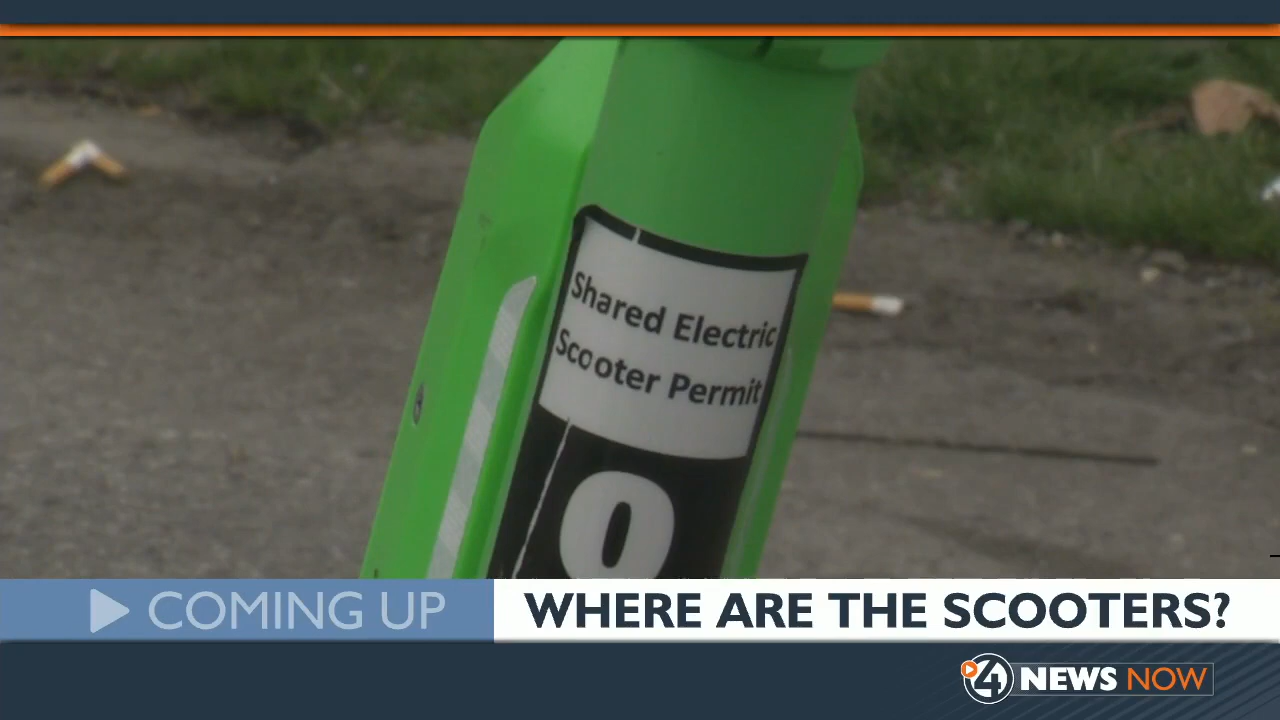 Shared Electric
Scooter Permit
0
COMING UP
WHERE ARE THE SCOOTERS?
4 NEWS NOW